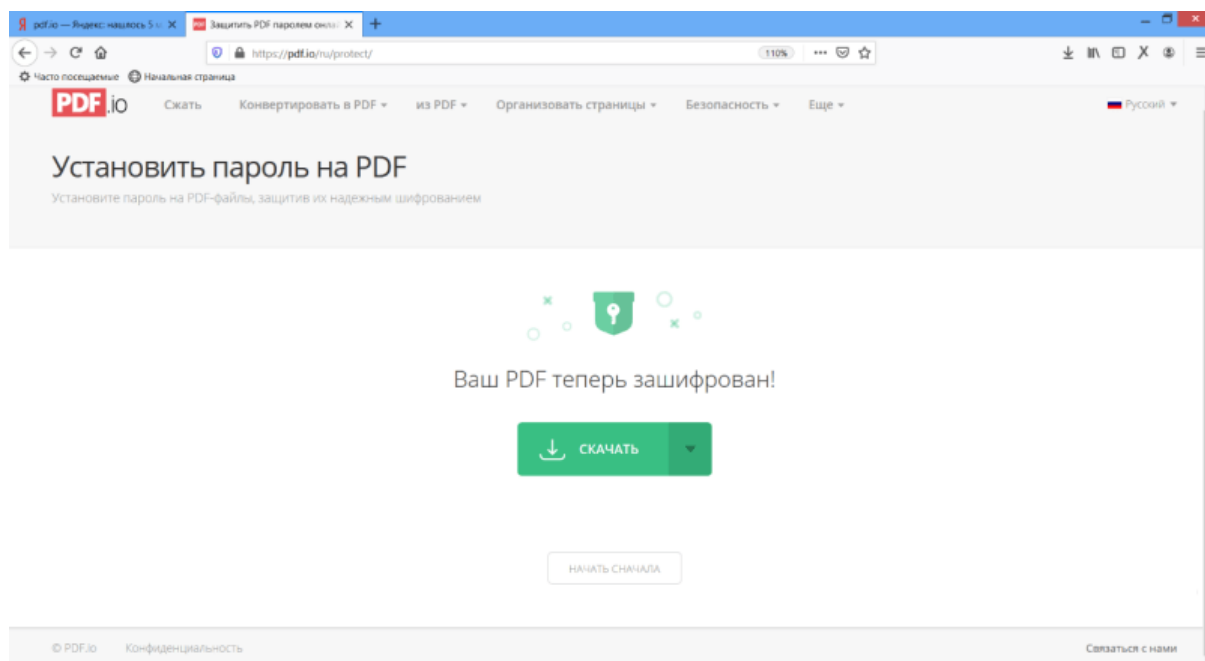 Я pdf.io — Яндекс: нашлось 5 м
PDF Защитить PDF паролем онлай
https://pdf.io/ru/protect/
110%
Часто посещаемые Начальная страница
PDF.io Сжать Конвертировать в PDF из PDF Организовать страницы Безопасность Еще Русский
Установить пароль на PDF
Установите пароль на PDF-файлы, защитив их надежным шифрованием
Ваш PDF теперь зашифрован!
СКАЧАТЬ
НАЧАТЬ СНАЧАЛА
© PDF.io Конфиденциальность Связаться с нами